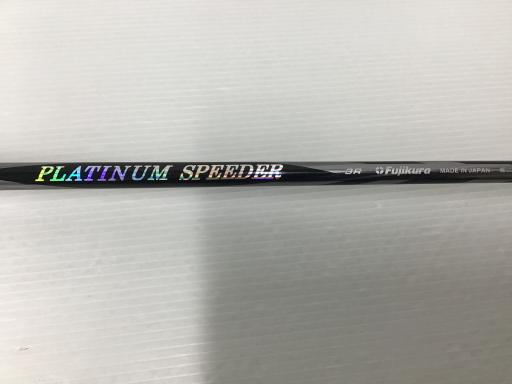 PLATINUM SPEEDER 3R Fujikura MADE IN JAPAN